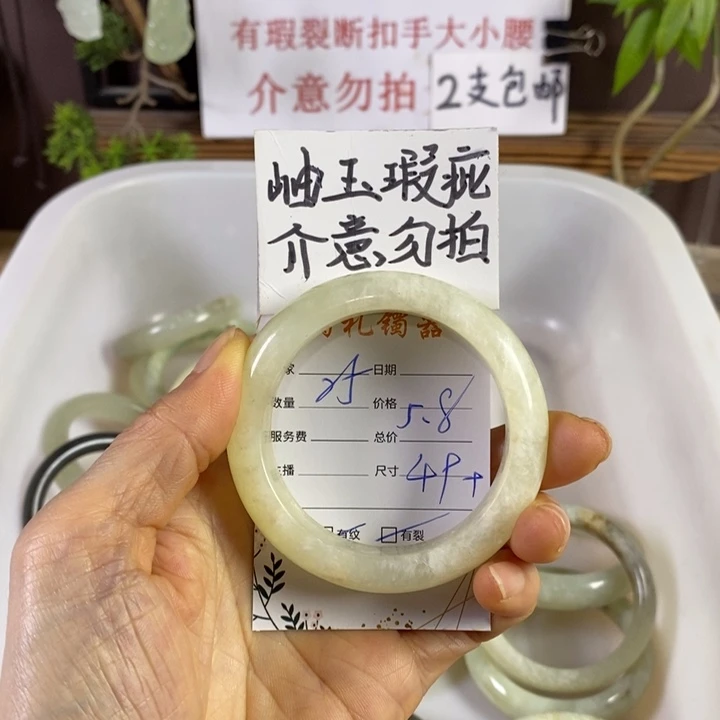 有瑕裂断扣手大小腰
介意勿拍 2支包邮
岫玉瑕疵
介意勿拍
礼镯
家 日期
数量 价格 5.8
服务费 总价
主播 尺寸 49+
有纹 有裂